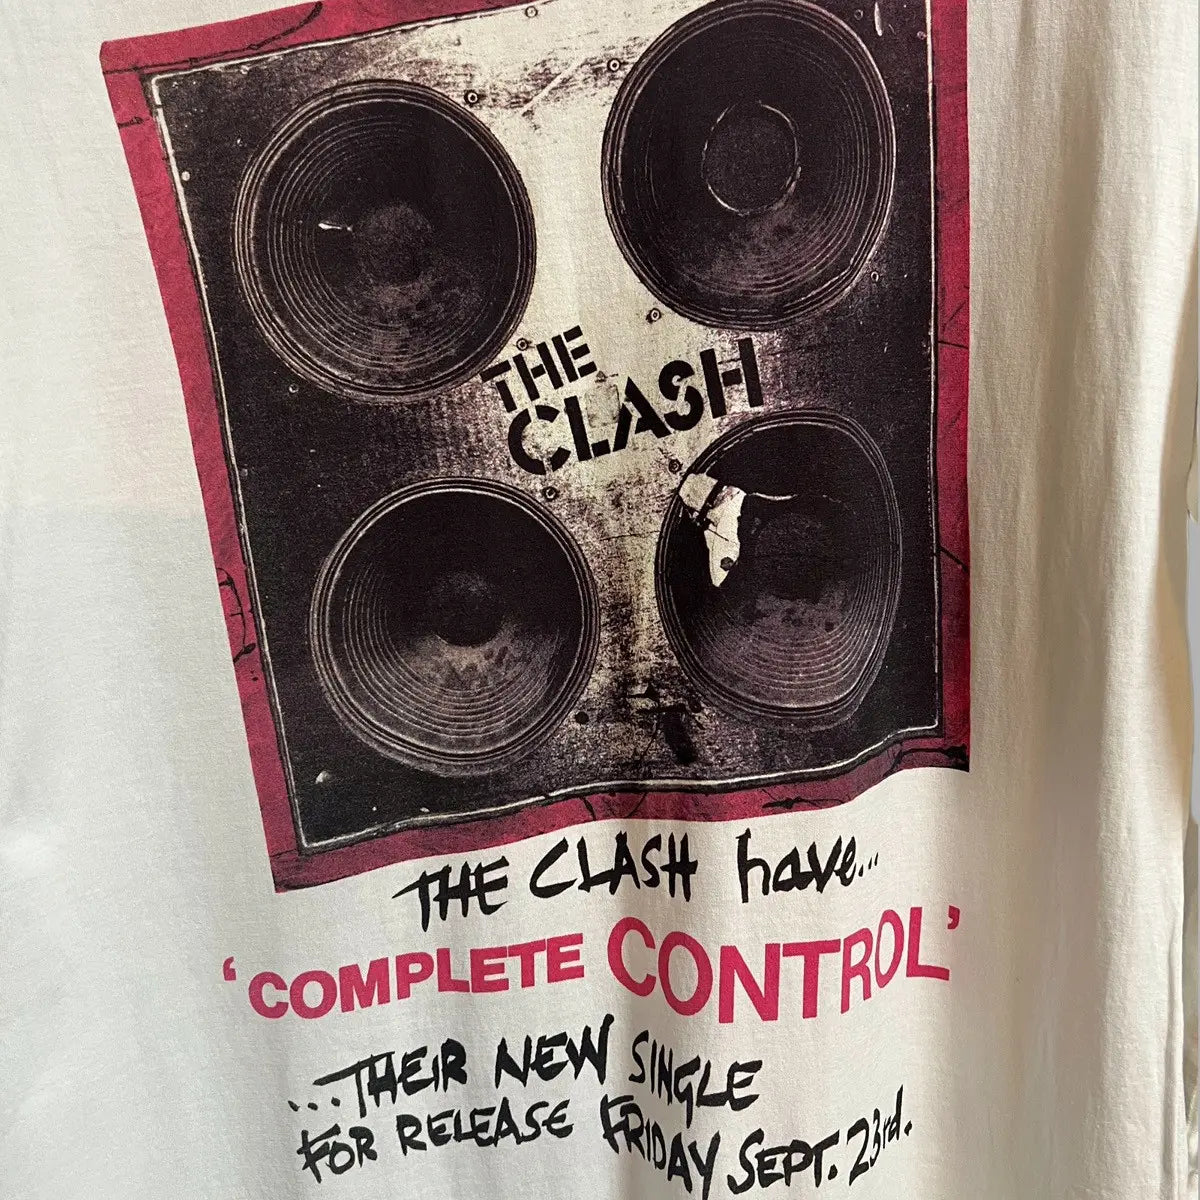 THE
CLASH
THE CLASH have...
‘COMPLETE CONTROL’
...THEIR NEW SINGLE
FOR RELEASE FRIDAY SEPT. 23rd.